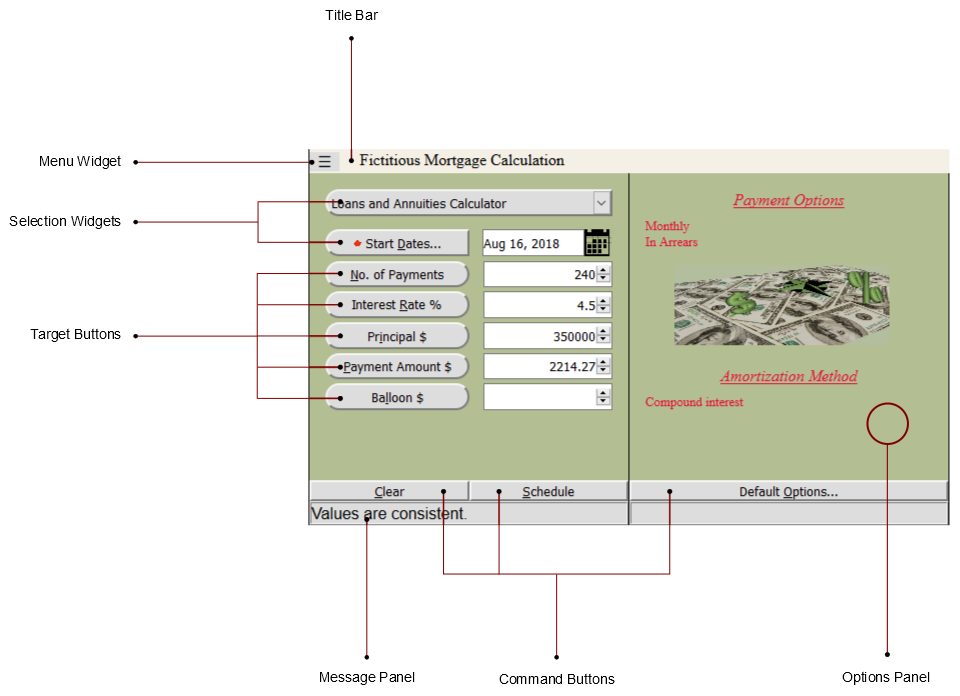 Title Bar
Menu Widget
☰ Fictitious Mortgage Calculation
Selection Widgets
Loans and Annuities Calculator
Start Dates... Aug 16, 2018
No. of Payments 240
Interest Rate % 4.5
Target Buttons
Principal $ 350000
Payment Amount $ 2214.27
Balloon $
Payment Options
Monthly
In Arrears
Amortization Method
Compound interest
Clear Schedule Default Options...
Values are consistent.
Message Panel Command Buttons Options Panel